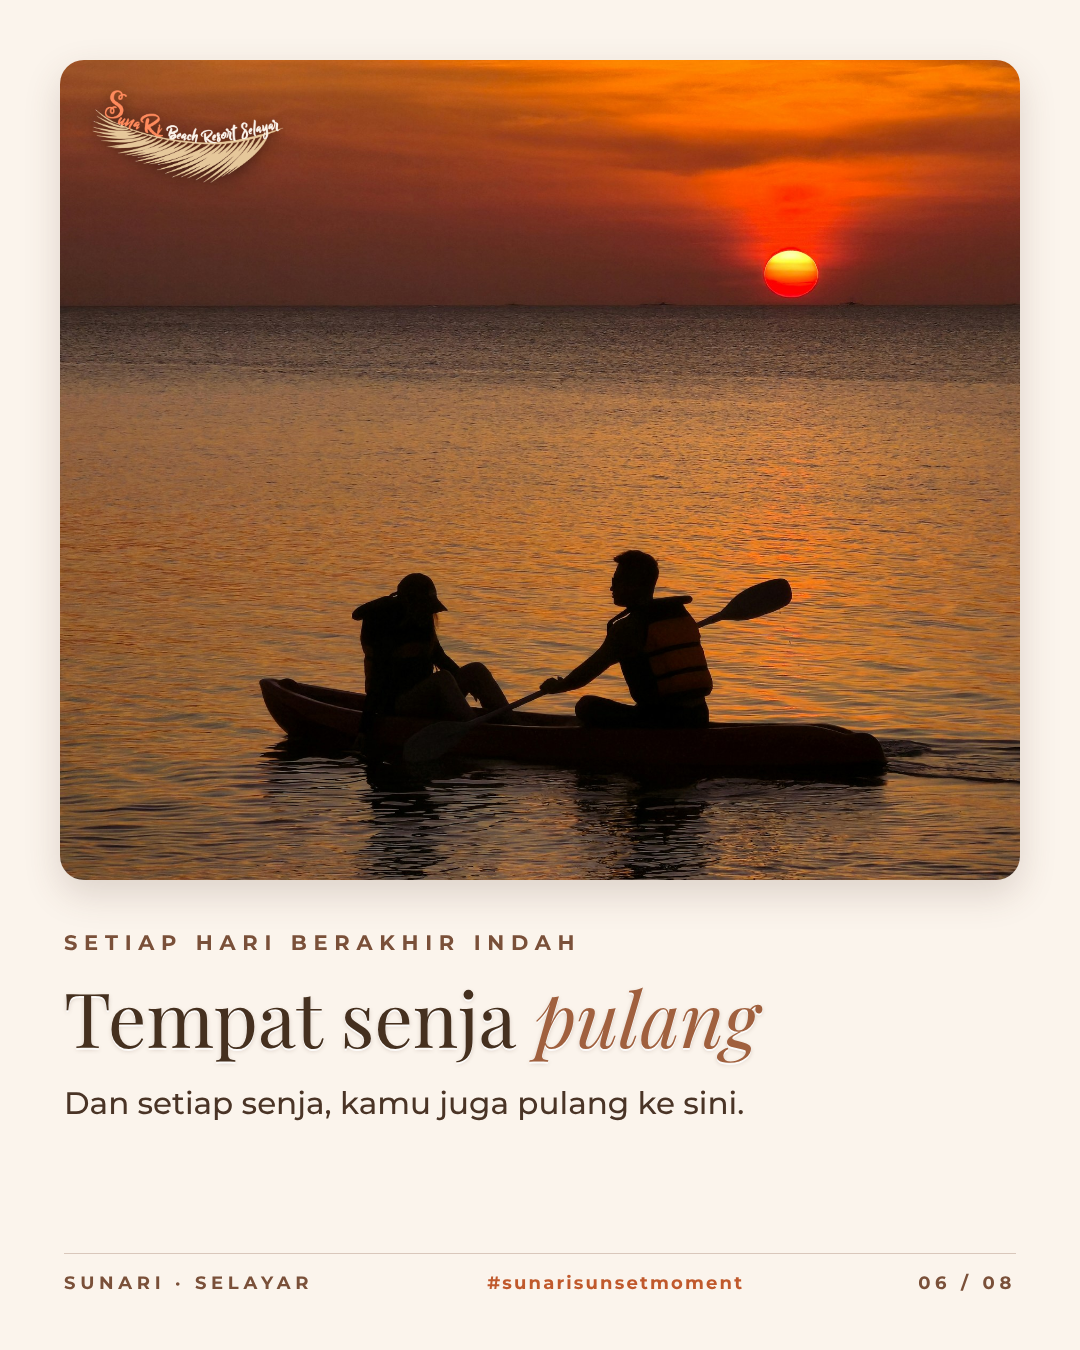 SunaRi Beach Resort Selayar
SETIAP HARI BERAKHIR INDAH
Tempat senja pulang
Dan setiap senja, kamu juga pulang ke sini.
SUNARI · SELAYAR
#sunarisunsetmoment
06 / 08